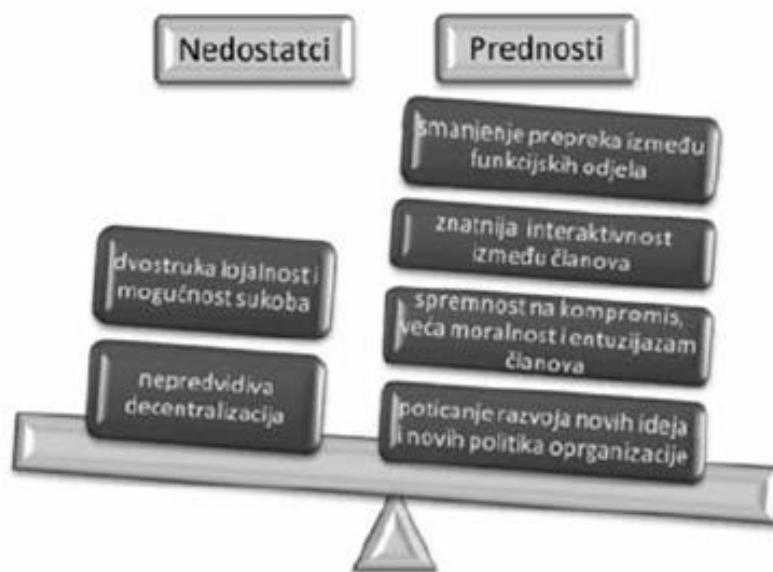 Nedostatci
Prednosti
smanjenje prepreka između
funkcijskih odjela
znatnija interaktivnost
između članova
spremnost na kompromis,
veća moralnost i entuzijazam
članova
poticanje razvoja novih ideja
i novih politika oprganizacije
dvostruka lojalnost i
mogućnost sukoba
nepredvidiva
decentralizacija